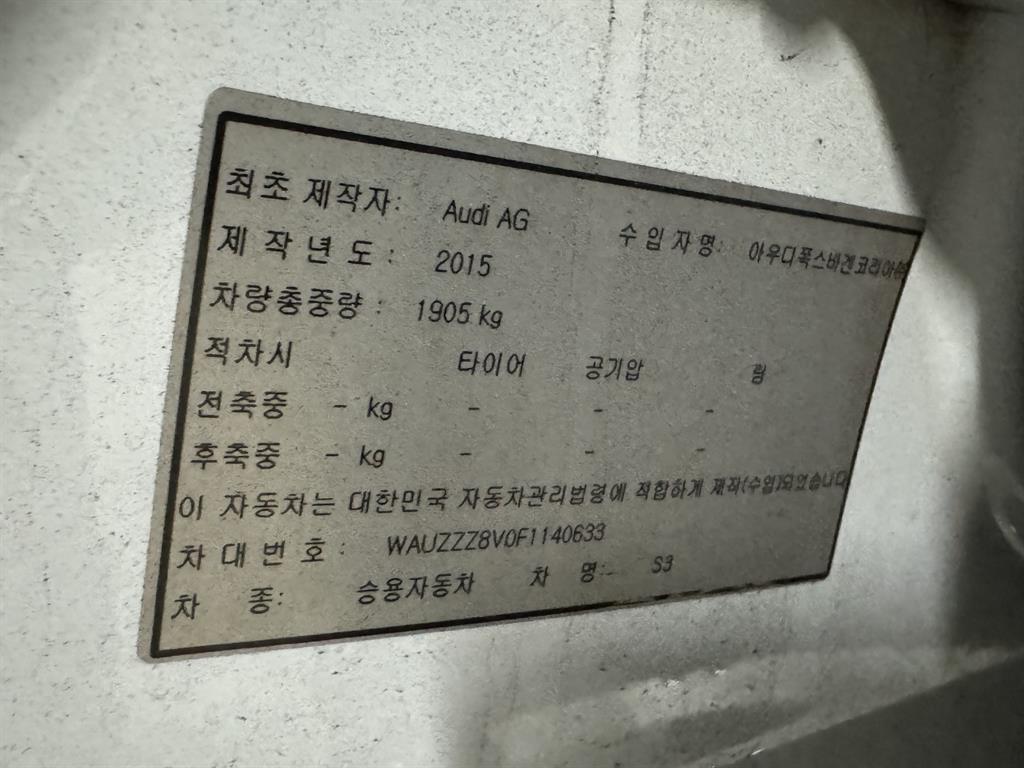 최초 제작자: Audi AG 수입자명: 아우디폭스바겐코리아㈜
제작년도: 2015
차량총중량: 1905 kg
적차시 타이어 공기압 림
전축중 - kg - - -
후축중 - kg - - -
이 자동차는 대한민국 자동차관리법령에 적합하게 제작(수입)되었습니다
차대번호: WAUZZZ8V0F1140633
차 종: 승용자동차 차 명: S3